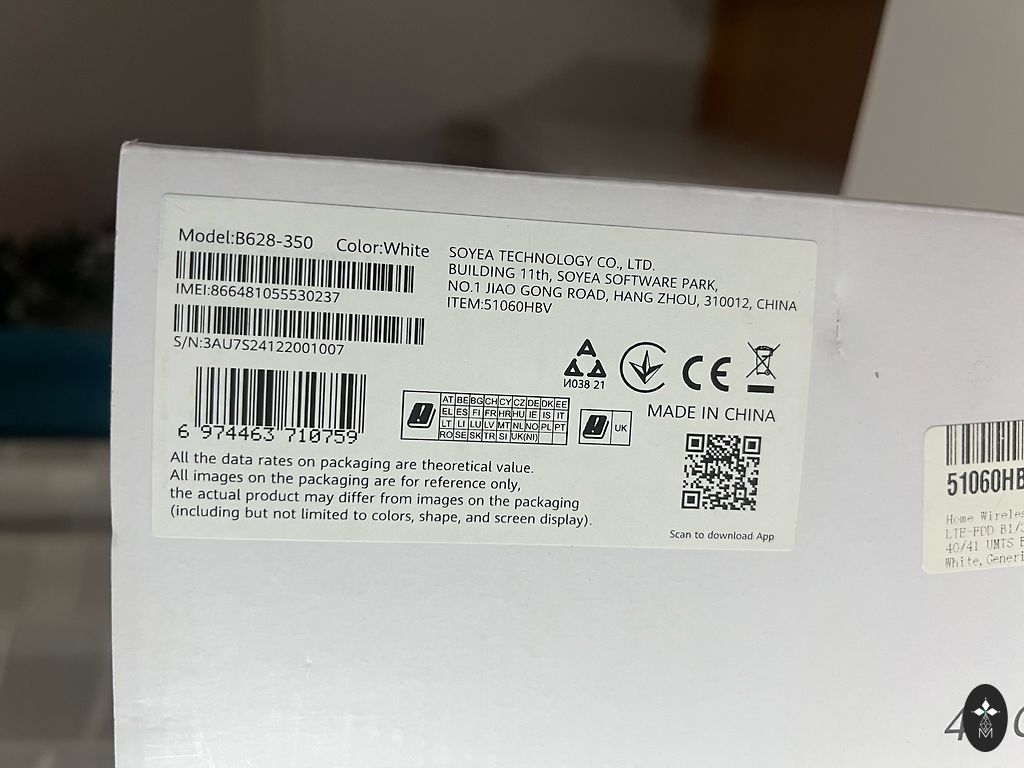 Model:B628-350 Color:White
IMEI:866481055530237
S/N:3AU7S24122001007
6 974463 710759
SOYEA TECHNOLOGY CO., LTD.
BUILDING 11th, SOYEA SOFTWARE PARK,
NO.1 JIAO GONG ROAD, HANG ZHOU, 310012, CHINA
ITEM:51060HBV
И038 21
CE
MADE IN CHINA
AT BE BG CH CY CZ DE DK EE
EL ES FI FR HR HU IE IS IT
LT LI LU LV MT NL NO PL PT
RO SE SK TR SI UK(NI)
UK
All the data rates on packaging are theoretical value.
All images on the packaging are for reference only,
the actual product may differ from images on the packaging
(including but not limited to colors, shape, and screen display).
Scan to download App
51060HB
Home Wireles
LTE-FDD B1/
40/41 UMTS
White,Generi
4
M